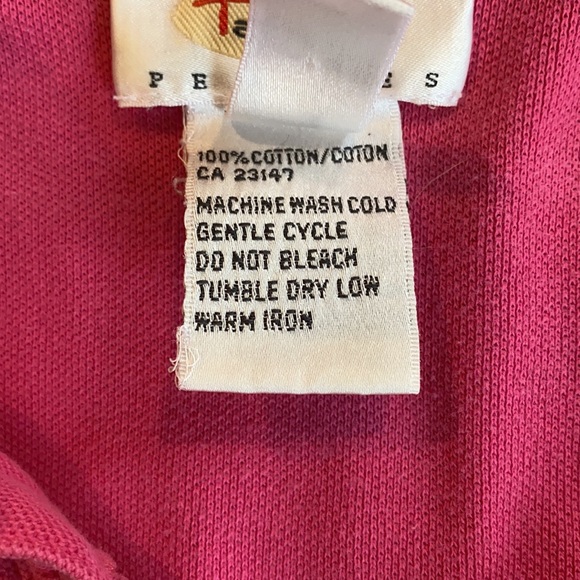 100% COTTON/COTON
CA 23147
MACHINE WASH COLD
GENTLE CYCLE
DO NOT BLEACH
TUMBLE DRY LOW
WARM IRON